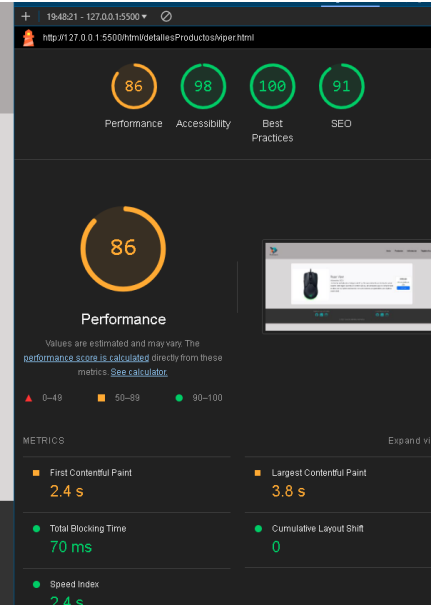 19:48:21 - 127.0.0.1:5500
http://127.0.0.1:5500/html/detallesProductos/viper.html
86 98 100 91
Performance Accessibility Best Practices SEO
86
Performance
Values are estimated and may vary. The
performance score is calculated directly from these
metrics. See calculator.
0–49 50–89 90–100
METRICS
Expand vi
First Contentful Paint
2.4 s
Largest Contentful Paint
3.8 s
Total Blocking Time
70 ms
Cumulative Layout Shift
0
Speed Index
2.4 s